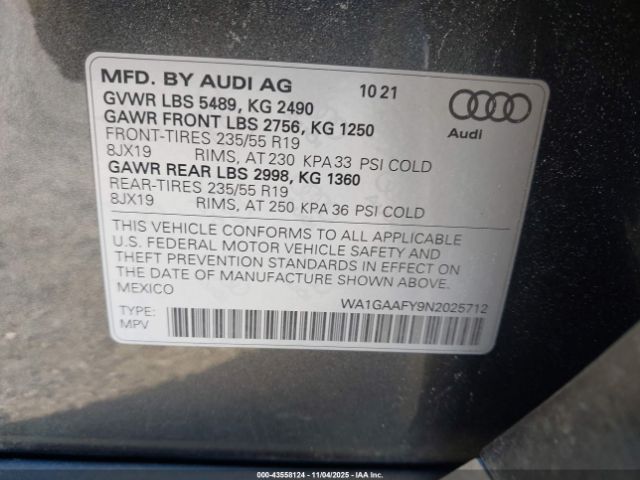 MFD. BY AUDI AG 10 21
GVWR LBS 5489, KG 2490
GAWR FRONT LBS 2756, KG 1250
FRONT-TIRES 235/55 R19
8JX19 RIMS, AT 230 KPA 33 PSI COLD
GAWR REAR LBS 2998, KG 1360
REAR-TIRES 235/55 R19
8JX19 RIMS, AT 250 KPA 36 PSI COLD
Audi
THIS VEHICLE CONFORMS TO ALL APPLICABLE
U.S. FEDERAL MOTOR VEHICLE SAFETY AND
THEFT PREVENTION STANDARDS IN EFFECT ON
THE DATE OF MANUFACTURE SHOWN ABOVE.
MEXICO
WA1GAAFY9N2025712
TYPE:
MPV
000-43558124 | 11/04/2025 | IAAI.com